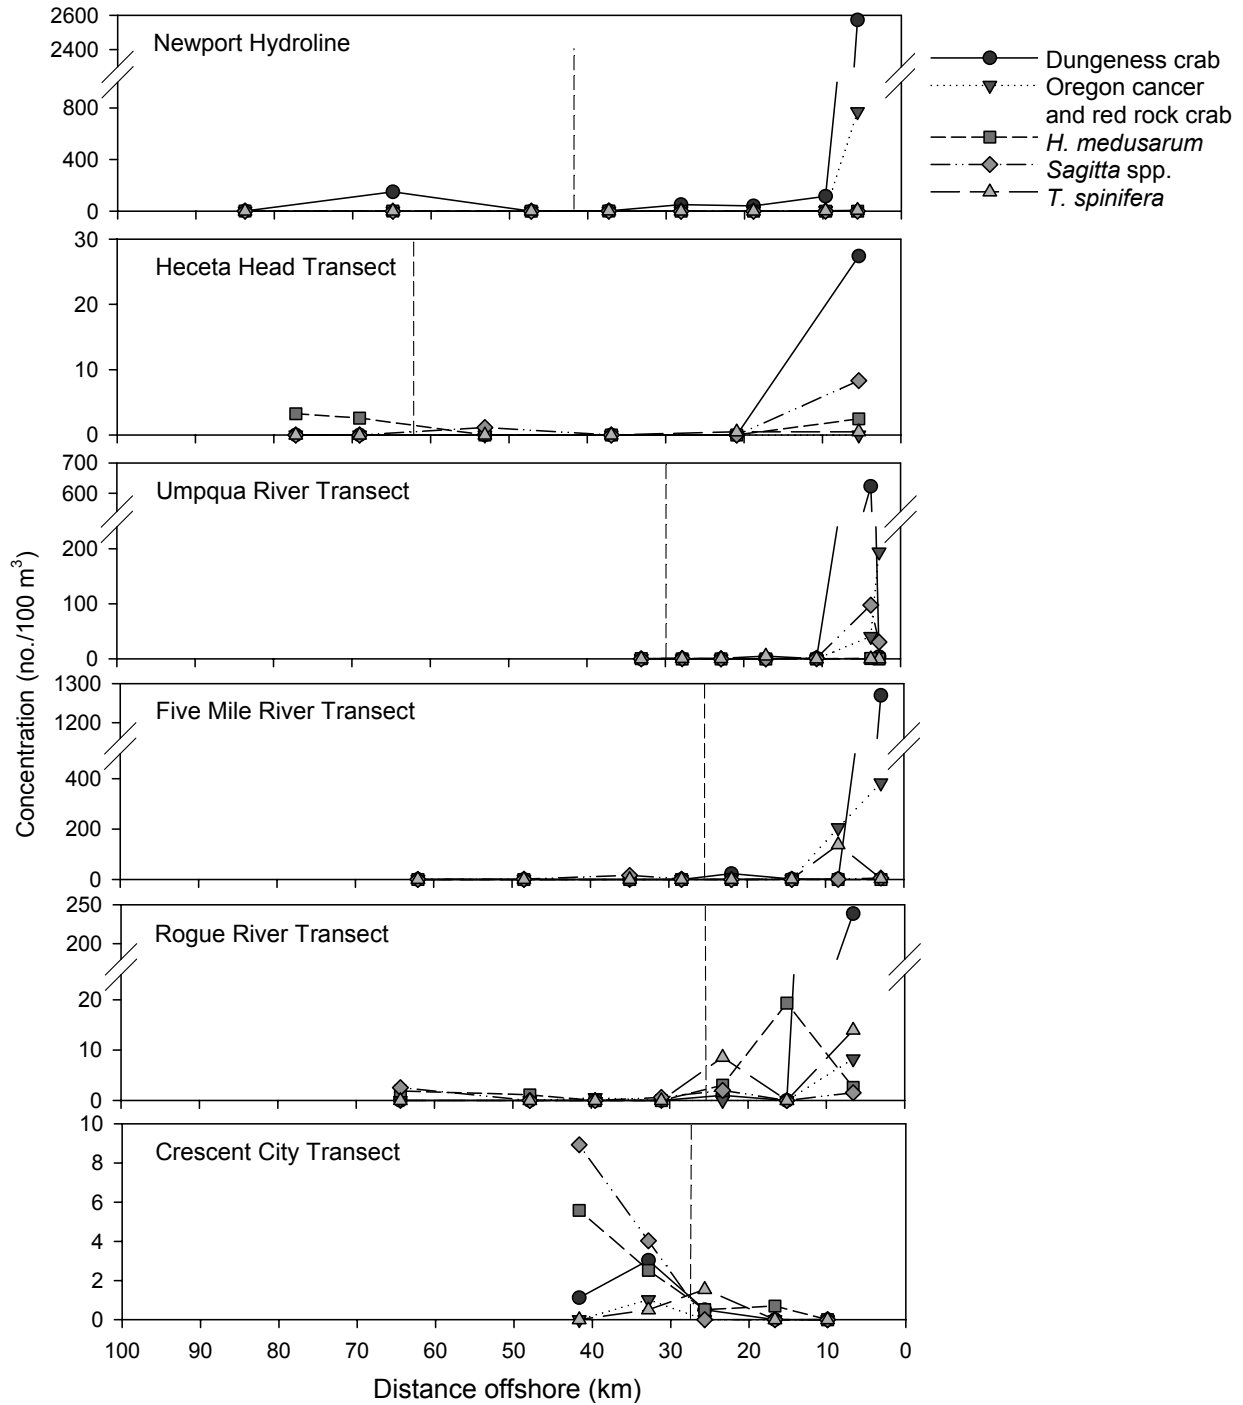 2600
2400
800
400
0
Newport Hydroline
Dungeness crab
Oregon cancer
and red rock crab
H. medusarum
Sagitta spp.
T. spinifera
30
20
10
0
Heceta Head Transect
700
600
200
100
0
Umpqua River Transect
1300
1200
400
200
0
Five Mile River Transect
250
200
20
10
0
Rogue River Transect
10
8
6
4
2
0
Crescent City Transect
100 90 80 70 60 50 40 30 20 10 0
Distance offshore (km)
Concentration (no./100 m³)